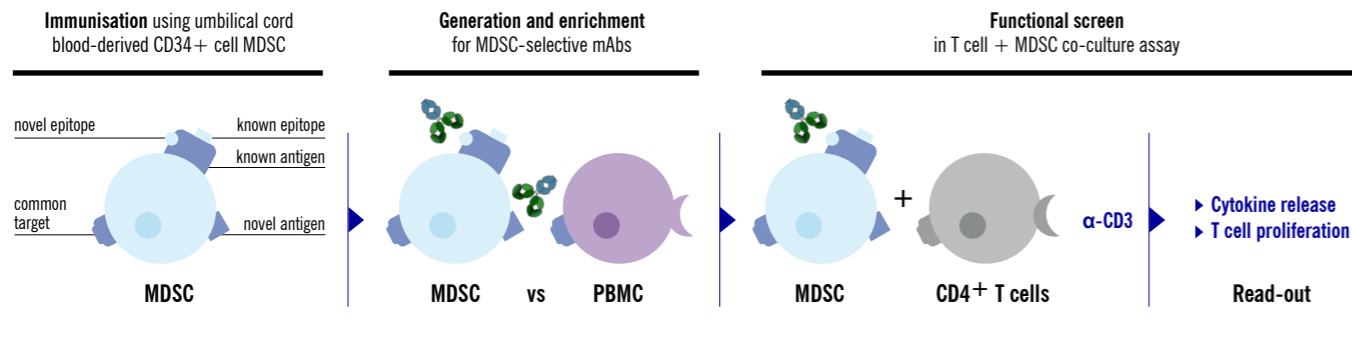 Immunisation using umbilical cord
blood-derived CD34+ cell MDSC
novel epitope
known epitope
known antigen
common
target
novel antigen
MDSC
Generation and enrichment
for MDSC-selective mAbs
MDSC vs PBMC
Functional screen
in T cell + MDSC co-culture assay
+
α-CD3
MDSC
CD4+ T cells
Cytokine release
T cell proliferation
Read-out